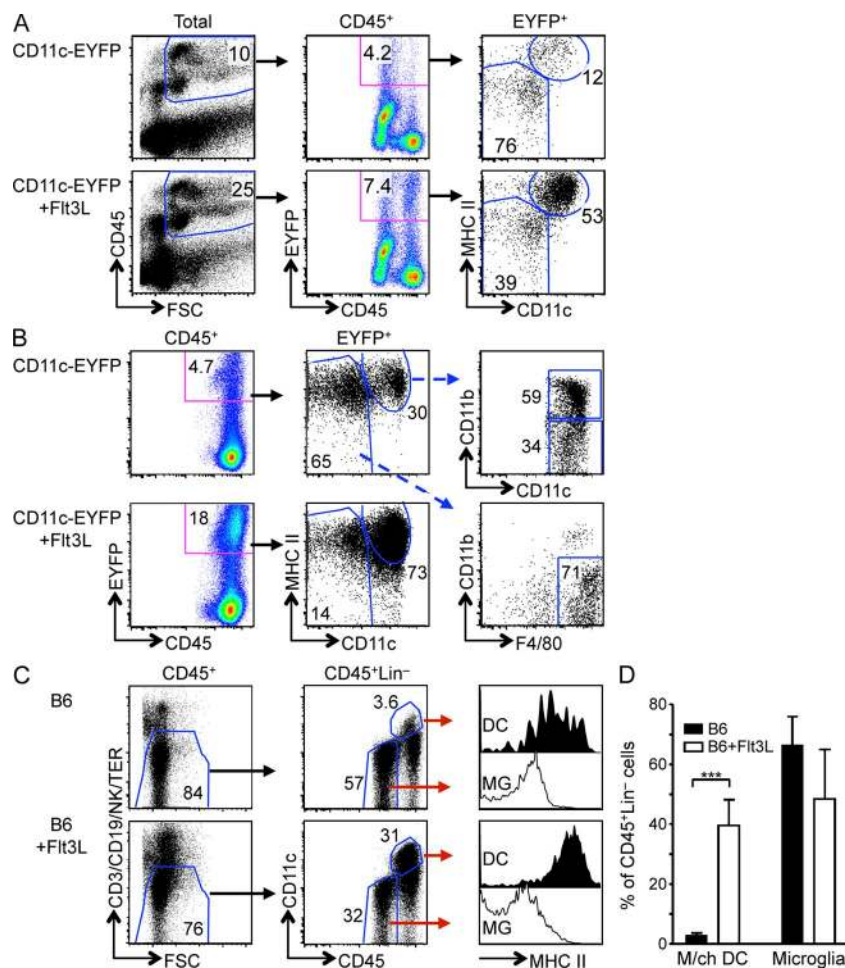 A
Total
CD45+
EYFP+
CD11c-EYFP
10
4.2
12
76
CD11c-EYFP
+Flt3L
25
7.4
53
39
CD45
FSC
EYFP
CD45
MHC II
CD11c
B
CD45+
EYFP+
CD11c-EYFP
4.7
30
65
59
34
CD11b
CD11c
CD11c-EYFP
+Flt3L
18
73
14
71
EYFP
CD45
MHC II
CD11c
CD11b
F4/80
C
CD45+
CD45+Lin–
B6
84
3.6
57
DC
MG
B6
+Flt3L
76
31
32
DC
MG
CD3/CD19/NK/TER
FSC
CD11c
CD45
MHC II
D
B6
B6+Flt3L
***
% of CD45+Lin– cells
80
60
40
20
0
M/ch DC
Microglia